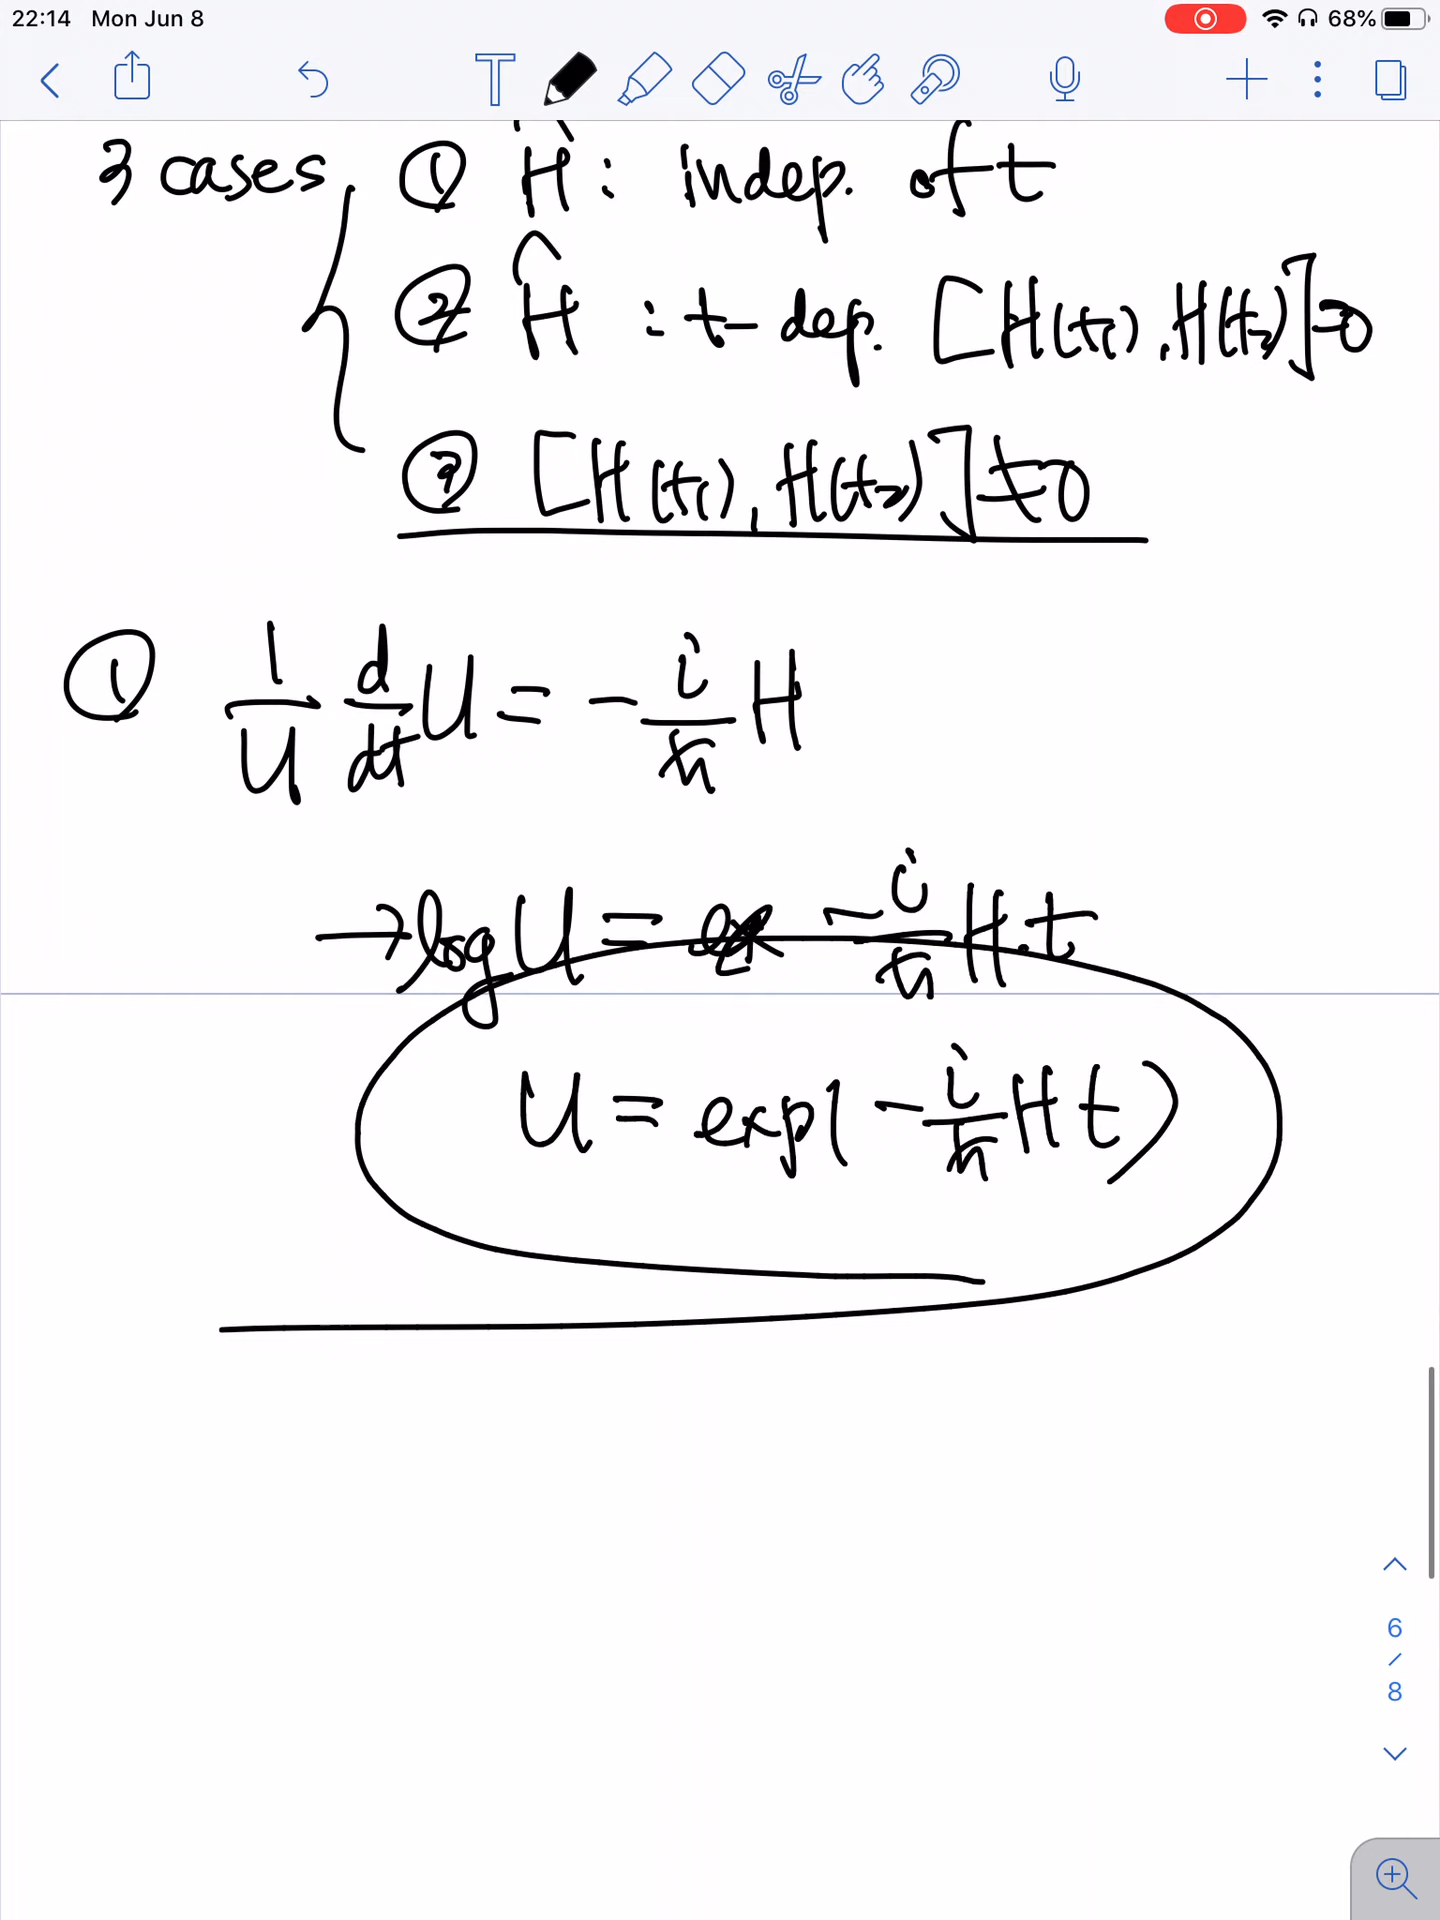 22:14 Mon Jun 8 68%
T
3 cases ① Ĥ : indep. of t
② Ĥ : t-dep. [H(t₁), H(t₂)]=0
③ [H(t₁), H(t₂)]≠0
① 1/U d/dt U = - i/ħ H
→ log U = - i/ħ H·t
U = exp(- i/ħ H t)
6
/
8